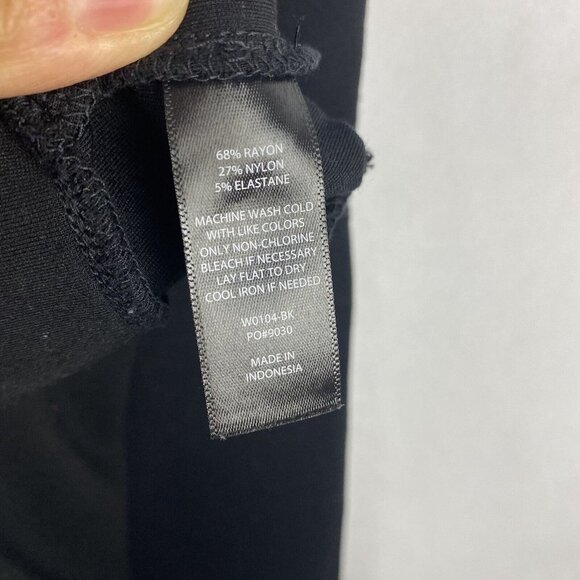 68% RAYON
27% NYLON
5% ELASTANE
MACHINE WASH COLD
WITH LIKE COLORS
ONLY NON-CHLORINE
BLEACH IF NECESSARY
LAY FLAT TO DRY
COOL IRON IF NEEDED
W0104-BK
PO#9030
MADE IN
INDONESIA